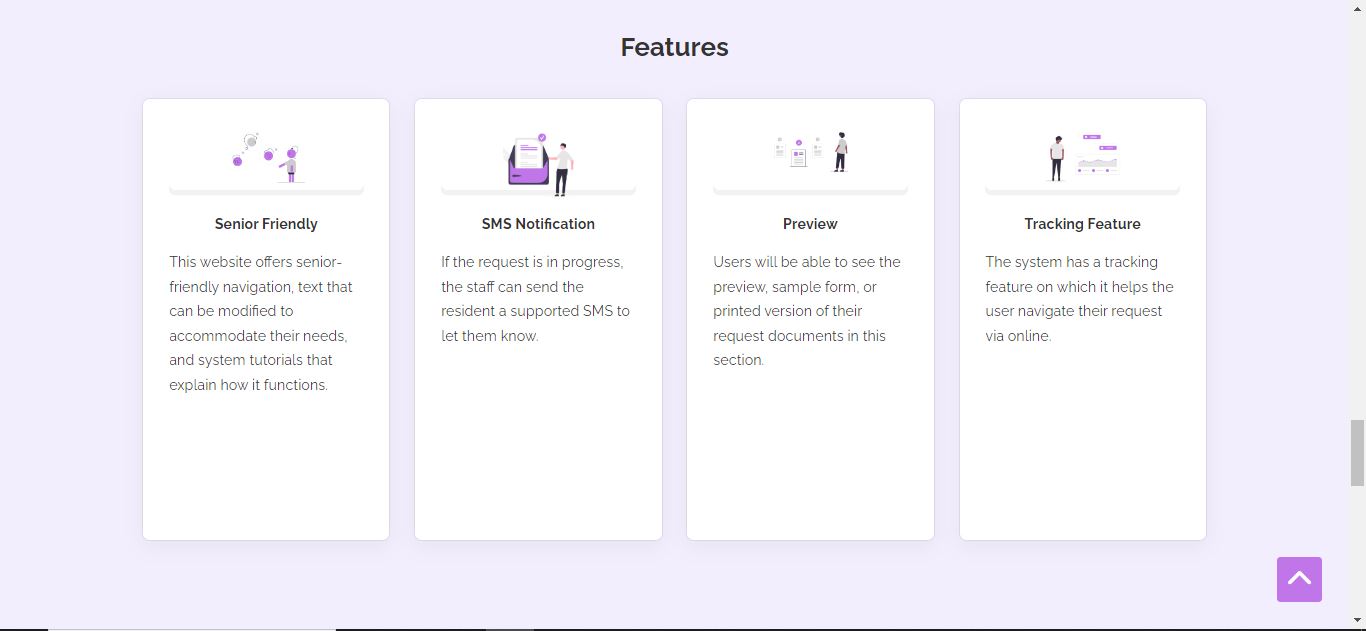 Features
Senior Friendly
This website offers senior-
friendly navigation, text that
can be modified to
accommodate their needs,
and system tutorials that
explain how it functions.
SMS Notification
If the request is in progress,
the staff can send the
resident a supported SMS to
let them know.
Preview
Users will be able to see the
preview, sample form, or
printed version of their
request documents in this
section.
Tracking Feature
The system has a tracking
feature on which it helps the
user navigate their request
via online.